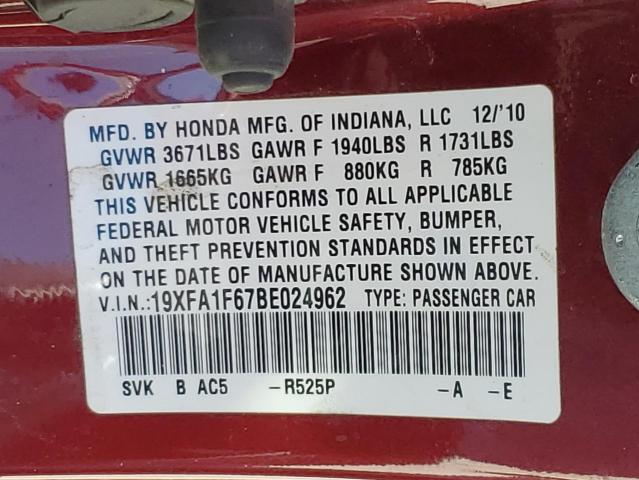 MFD. BY HONDA MFG. OF INDIANA, LLC 12/'10
GVWR 3671LBS GAWR F 1940LBS R 1731LBS
GVWR 1665KG GAWR F 880KG R 785KG
THIS VEHICLE CONFORMS TO ALL APPLICABLE
FEDERAL MOTOR VEHICLE SAFETY, BUMPER,
AND THEFT PREVENTION STANDARDS IN EFFECT
ON THE DATE OF MANUFACTURE SHOWN ABOVE.
V.I.N.:19XFA1F67BE024962 TYPE: PASSENGER CAR
SVK B AC5 -R525P -A -E